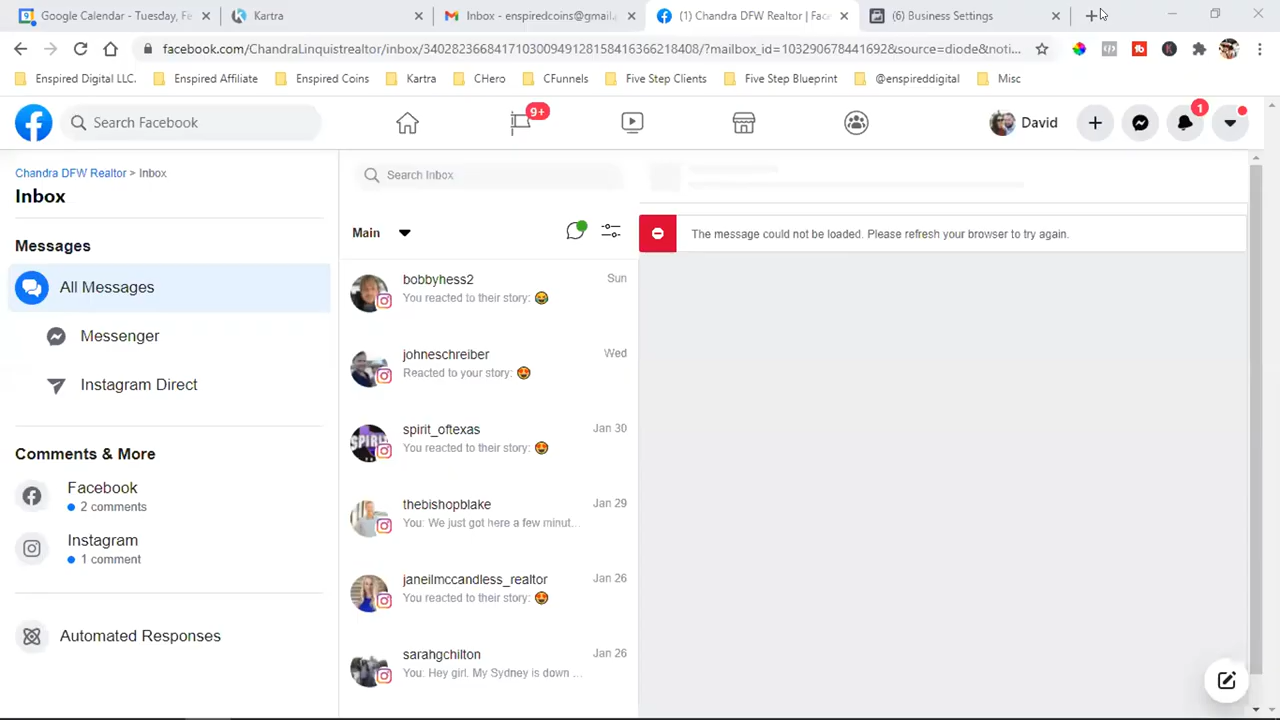 Google Calendar - Tuesday, Fe
Kartra
Inbox - enspiredcoins@gmail.
(1) Chandra DFW Realtor | Fac
(6) Business Settings
facebook.com/ChandraLinquistrealtor/inbox/340282366841710300949128158416366218408/?mailbox_id=103290678441692&source=diode&noti...
Enspired Digital LLC.
Enspired Affiliate
Enspired Coins
Kartra
CHero
CFunnels
Five Step Clients
Five Step Blueprint
@enspireddigital
Misc
Search Facebook
9+
David
1
Chandra DFW Realtor > Inbox
Inbox
Messages
All Messages
Messenger
Instagram Direct
Comments & More
Facebook
2 comments
Instagram
1 comment
Automated Responses
Search Inbox
Main
bobbyhess2
Sun
You reacted to their story: 😂
johneschreiber
Wed
Reacted to your story: 😍
spirit_oftexas
Jan 30
You reacted to their story: 😍
thebishopblake
Jan 29
You: We just got here a few minut...
janeilmccandless_realtor
Jan 26
You reacted to their story: 😍
sarahgchilton
Jan 26
You: Hey girl. My Sydney is down ...
The message could not be loaded. Please refresh your browser to try again.